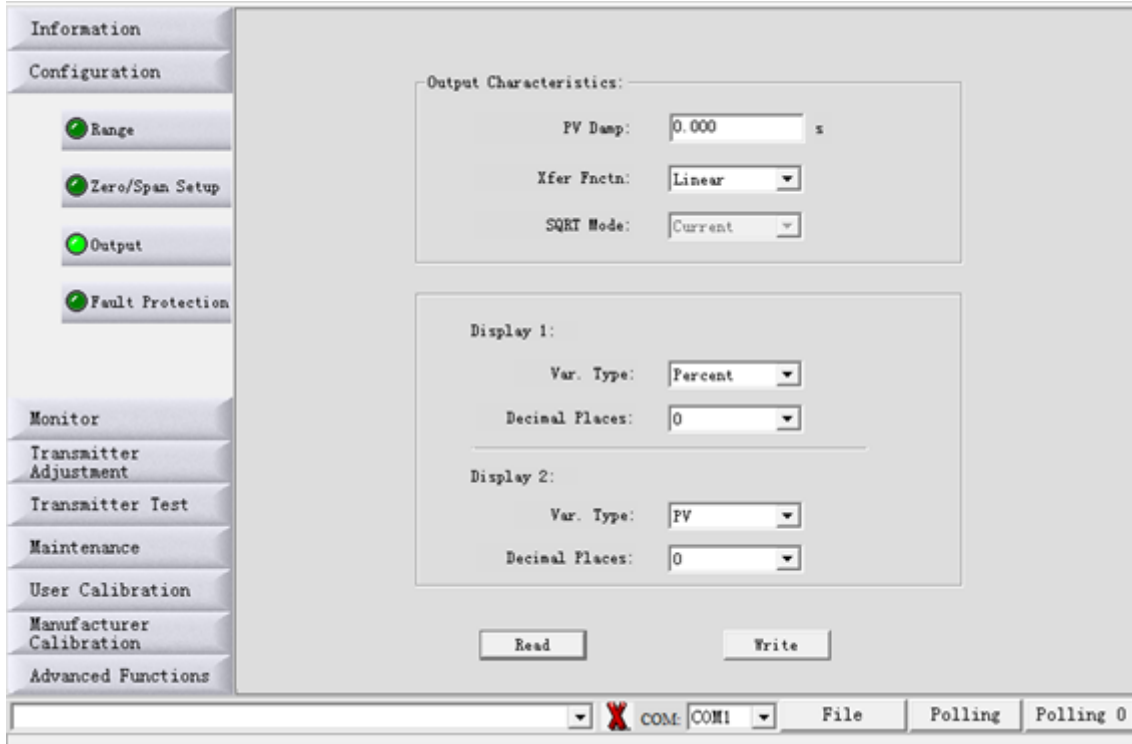 Information
Configuration
Range
Zero/Span Setup
Output
Fault Protection
Monitor
Transmitter
Adjustment
Transmitter Test
Maintenance
User Calibration
Manufacturer
Calibration
Advanced Functions
Output Characteristics:
PV Damp: 0.000 s
Xfer Fnctn: Linear
SQRT Mode: Current
Display 1:
Var. Type: Percent
Decimal Places: 0
Display 2:
Var. Type: PV
Decimal Places: 0
Read Write
COM: COM1 File Polling Polling 0